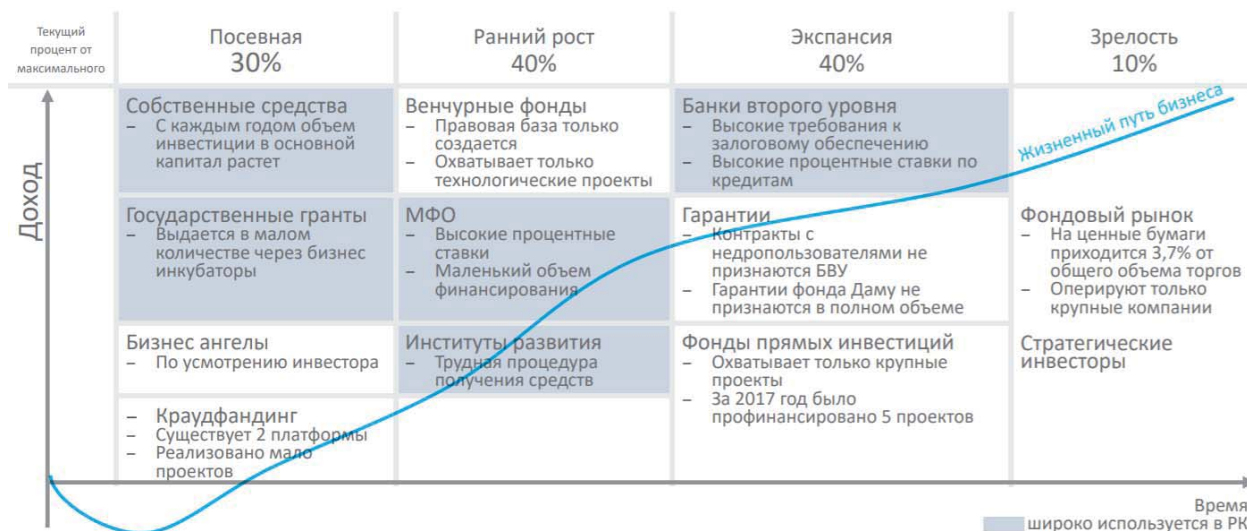 Текущий
процент от
максимального
Посевная
30%
Ранний рост
40%
Экспансия
40%
Зрелость
10%
Доход
Собственные средства
– С каждым годом объем
инвестиции в основной
капитал растет
Государственные гранты
– Выдается в малом
количестве через бизнес
инкубаторы
Бизнес ангелы
– По усмотрению инвестора
– Краудфандинг
– Существует 2 платформы
– Реализовано мало
проектов
Венчурные фонды
– Правовая база только
создается
– Охватывает только
технологические проекты
МФО
– Высокие процентные
ставки
– Маленький объем
финансирования
Институты развития
– Трудная процедура
получения средств
Банки второго уровня
– Высокие требования к
залоговому обеспечению
– Высокие процентные ставки по
кредитам
Гарантии
– Контракты с
недропользователями не
признаются БВУ
– Гарантии фонда Даму не
признаются в полном объеме
Фонды прямых инвестиций
– Охватывает только крупные
проекты
– За 2017 год было
профинансировано 5 проектов
Жизненный путь бизнеса
Фондовый рынок
– На ценные бумаги
приходится 3,7% от
общего объема торгов
– Оперируют только
крупные компании
Стратегические
инвесторы
Время
широко используется в РК